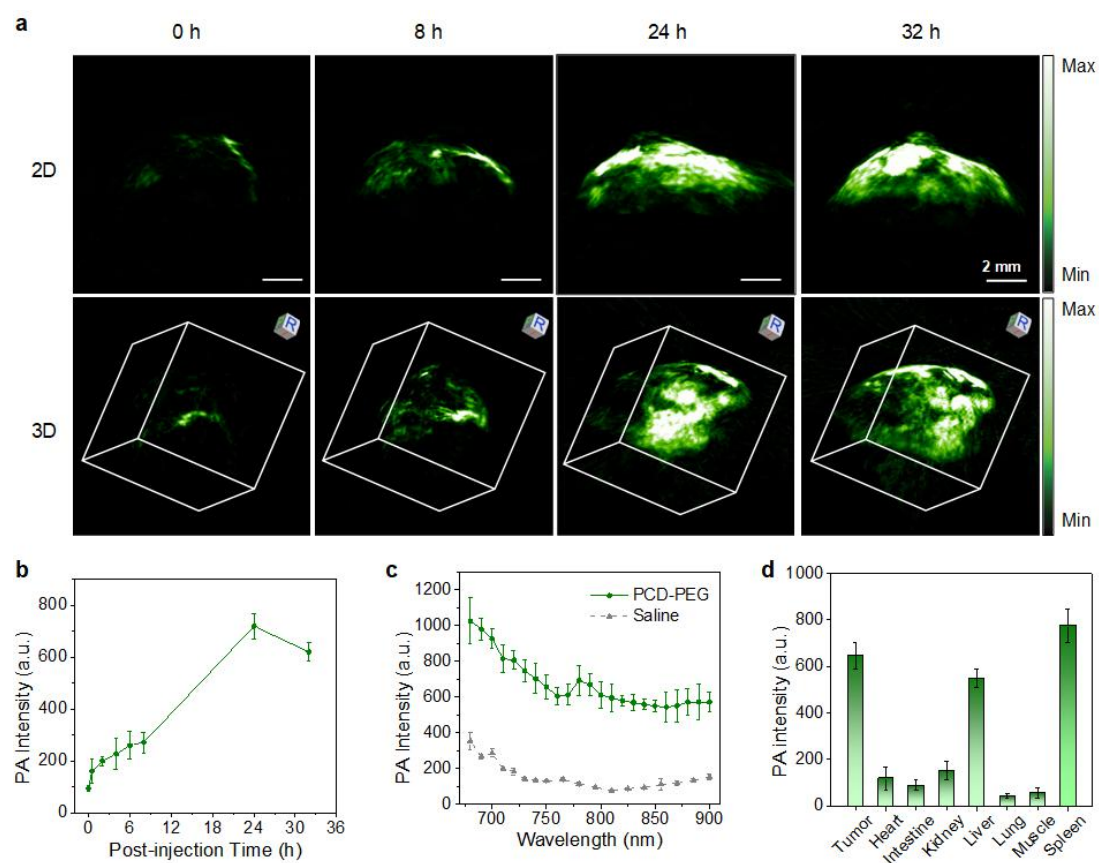 a
0 h 8 h 24 h 32 h
2D
Max
Min
2 mm
3D
R R R R
Max
Min
b
PA Intensity (a.u.)
800
600
400
200
0
0 6 12 18 24 30 36
Post-injection Time (h)
c
PA Intensity (a.u.)
1200
1000
800
600
400
200
0
PCD-PEG
Saline
700 750 800 850 900
Wavelength (nm)
d
PA intensity (a.u.)
1000
800
600
400
200
0
Tumor Heart Intestine Kidney Liver Lung Muscle Spleen